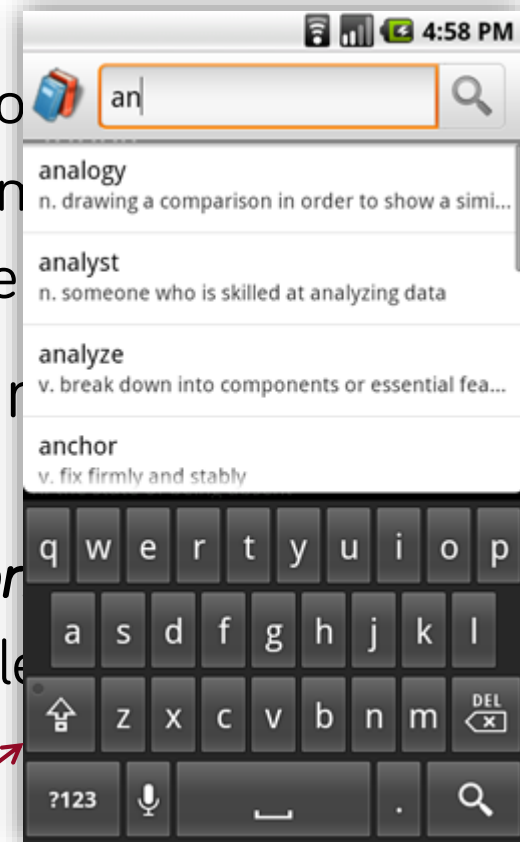 4:58 PM
an
analogy
n. drawing a comparison in order to show a simi...
analyst
n. someone who is skilled at analyzing data
analyze
v. break down into components or essential fea...
anchor
v. fix firmly and stably
q w e r t y u i o p
a s d f g h j k l
z x c v b n m DEL
?123 .